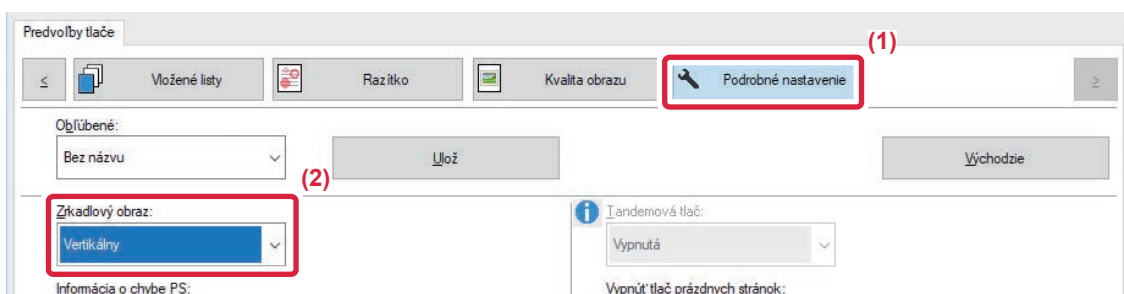 Predvoľby tlače
(1)
<
Vložené listy
Razítko
Kvalita obrazu
Podrobné nastavenie
>
Obľúbené:
Bez názvu
Ulož
Východzie
(2)
Zrkadlový obraz:
Vertikálny
Tandemová tlač:
Vypnutá
Informácia o chybe PS:
Vypnúť tlač prázdnych stránok: